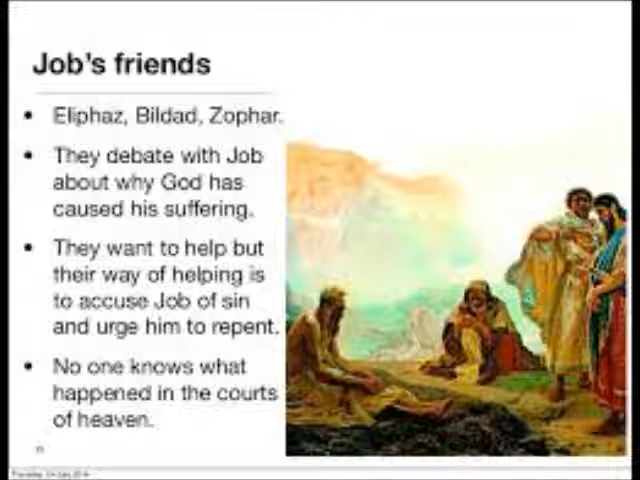 Job's friends
• Eliphaz, Bildad, Zophar.
• They debate with Job
about why God has
caused his suffering.
• They want to help but
their way of helping is
to accuse Job of sin
and urge him to repent.
• No one knows what
happened in the courts
of heaven.